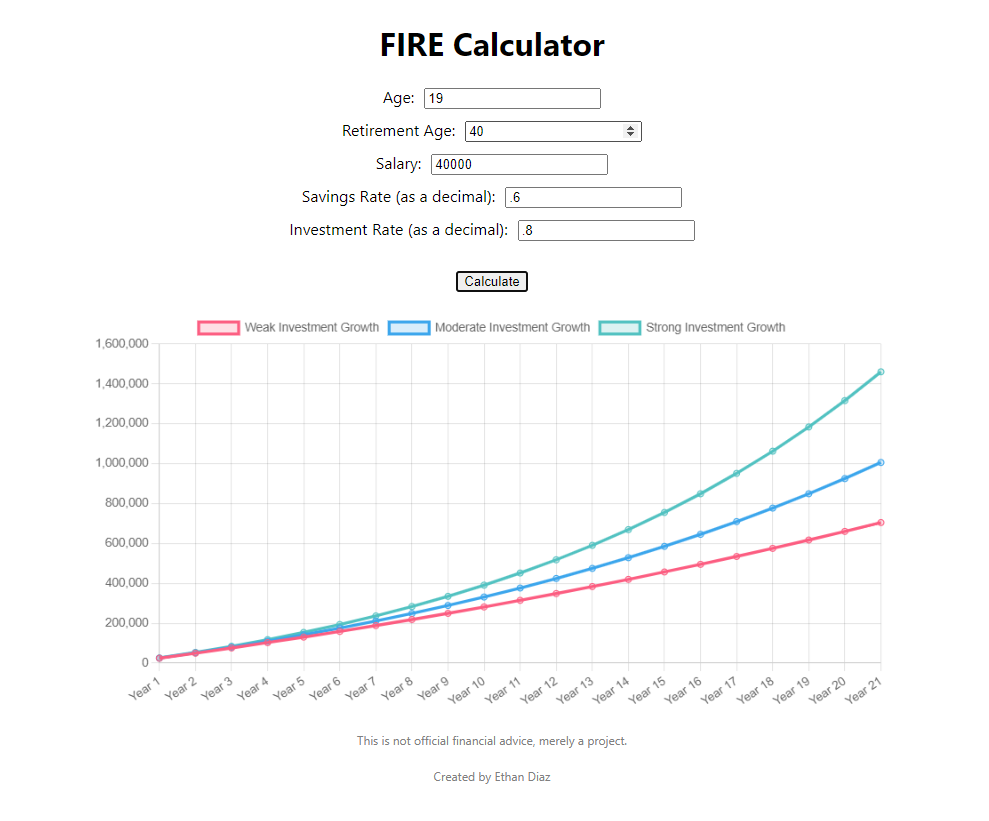 FIRE Calculator
Age: 19
Retirement Age: 40
Salary: 40000
Savings Rate (as a decimal): .6
Investment Rate (as a decimal): .8
Calculate
Weak Investment Growth Moderate Investment Growth Strong Investment Growth
1,600,000
1,400,000
1,200,000
1,000,000
800,000
600,000
400,000
200,000
0
Year 1 Year 2 Year 3 Year 4 Year 5 Year 6 Year 7 Year 8 Year 9 Year 10 Year 11 Year 12 Year 13 Year 14 Year 15 Year 16 Year 17 Year 18 Year 19 Year 20 Year 21
This is not official financial advice, merely a project.
Created by Ethan Diaz